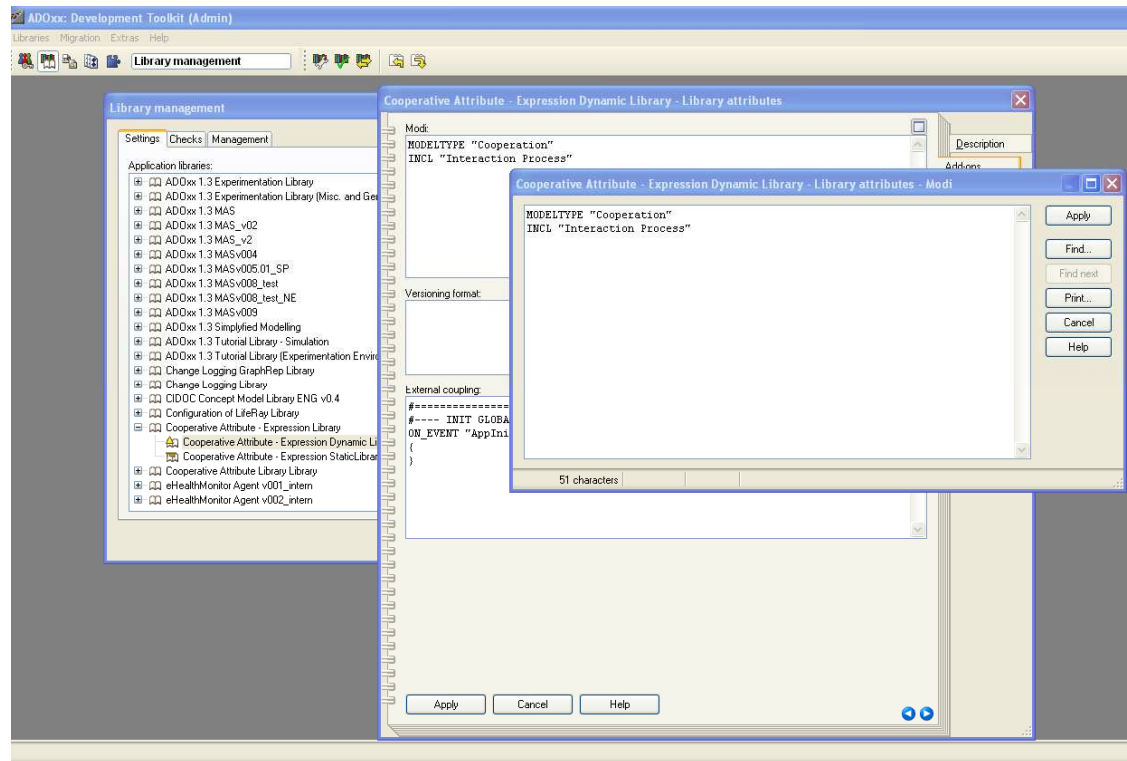 ADOxx: Development Toolkit (Admin)
Libraries Migration Extras Help
Library management
Library management
Settings Checks Management
Application libraries:
ADOxx 1.3 Experimentation Library
ADOxx 1.3 Experimentation Library (Misc. and Ger
ADOxx 1.3 MAS
ADOxx 1.3 MAS_v02
ADOxx 1.3 MAS_v2
ADOxx 1.3 MASv004
ADOxx 1.3 MASv005.01_SP
ADOxx 1.3 MASv008_test
ADOxx 1.3 MASv008_test_NE
ADOxx 1.3 MASv009
ADOxx 1.3 Simplyfied Modelling
ADOxx 1.3 Tutorial Library - Simulation
ADOxx 1.3 Tutorial Library (Experimentation Enviro
Change Logging GraphRep Library
Change Logging Library
CIDOC Concept Model Library ENG v0.4
Configuration of LifeRay Library
Cooperative Attribute - Expression Library
Cooperative Attribute - Expression Dynamic Li
Cooperative Attribute - Expression StaticLibrar
Cooperative Attribute Library Library
eHealthMonitor Agent v001_intern
eHealthMonitor Agent v002_intern
Cooperative Attribute - Expression Dynamic Library - Library attributes
Modi:
MODELTYPE "Cooperation"
INCL "Interaction Process"
Versioning format:
External coupling:
#===============
#---- INIT GLOBA
ON_EVENT "AppIni
{
}
Apply Cancel Help
Description
Add-ons
Cooperative Attribute - Expression Dynamic Library - Library attributes - Modi
MODELTYPE "Cooperation"
INCL "Interaction Process"
Apply
Find...
Find next
Print...
Cancel
Help
51 characters